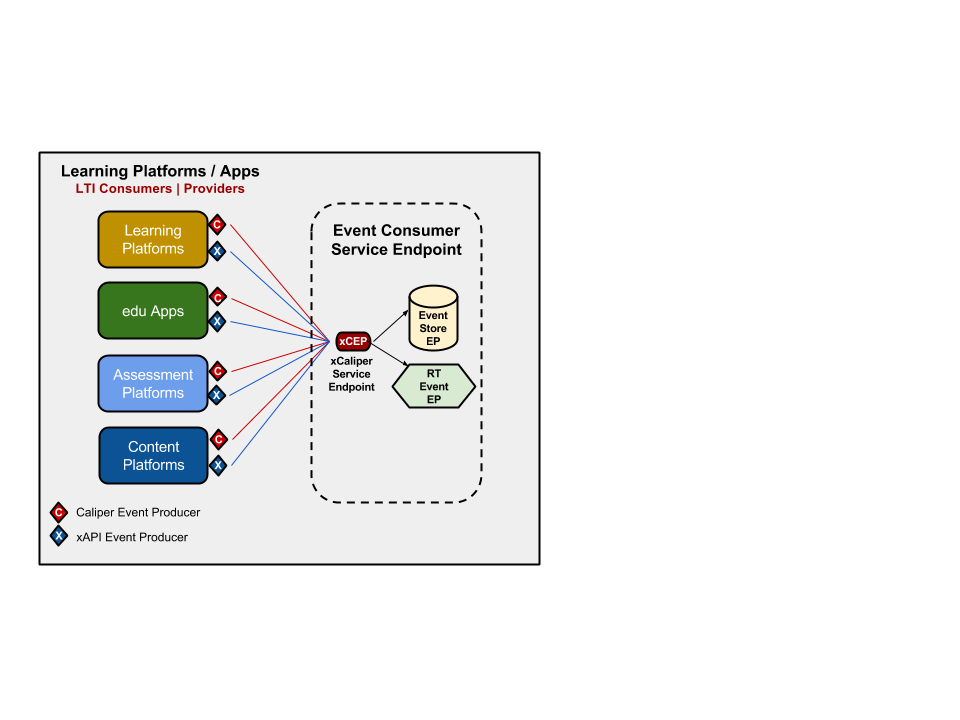 Learning Platforms / Apps
LTI Consumers | Providers
Learning
Platforms
C
X
edu Apps
C
X
Assessment
Platforms
C
X
Content
Platforms
C
X
Event Consumer
Service Endpoint
xCEP
xCaliper
Service
Endpoint
Event
Store
EP
RT
Event
EP
C
Caliper Event Producer
X
xAPI Event Producer